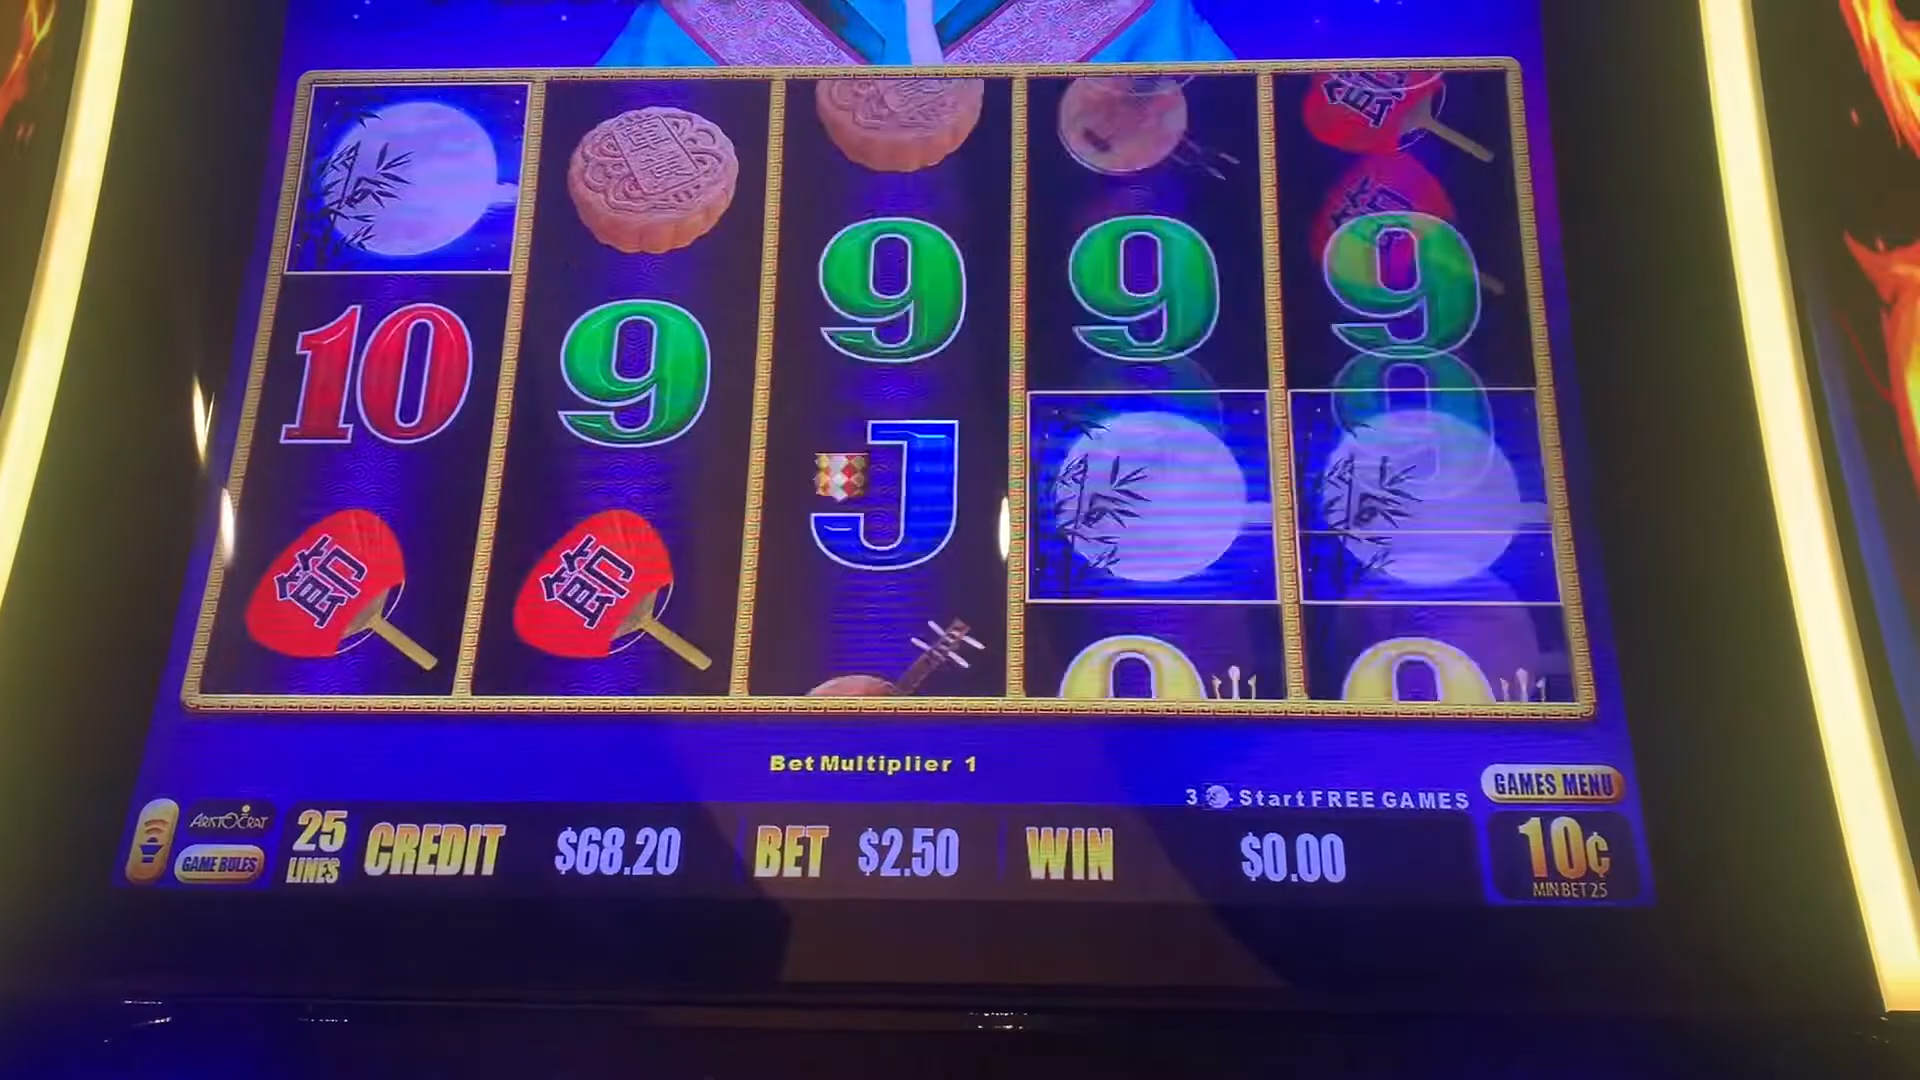 10 9 9 9 9
J
Bet Multiplier 1
3 Start FREE GAMES
GAMES MENU
ARISTOCRAT
GAME RULES
25 LINES
CREDIT $68.20
BET $2.50
WIN $0.00
10¢
MIN BET 25